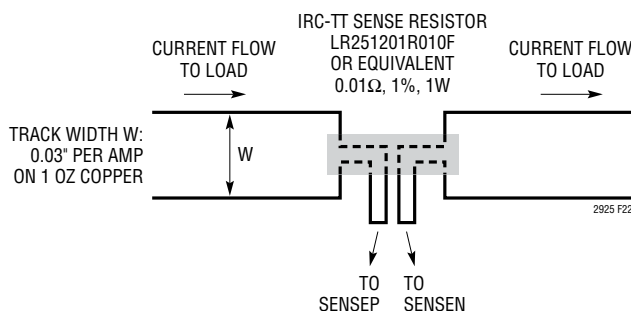 IRC-TT SENSE RESISTOR
LR251201R010F
OR EQUIVALENT
0.01Ω, 1%, 1W
CURRENT FLOW
TO LOAD
CURRENT FLOW
TO LOAD
TRACK WIDTH W:
0.03" PER AMP
ON 1 OZ COPPER
W
2925 F22
TO
SENSEP
TO
SENSEN